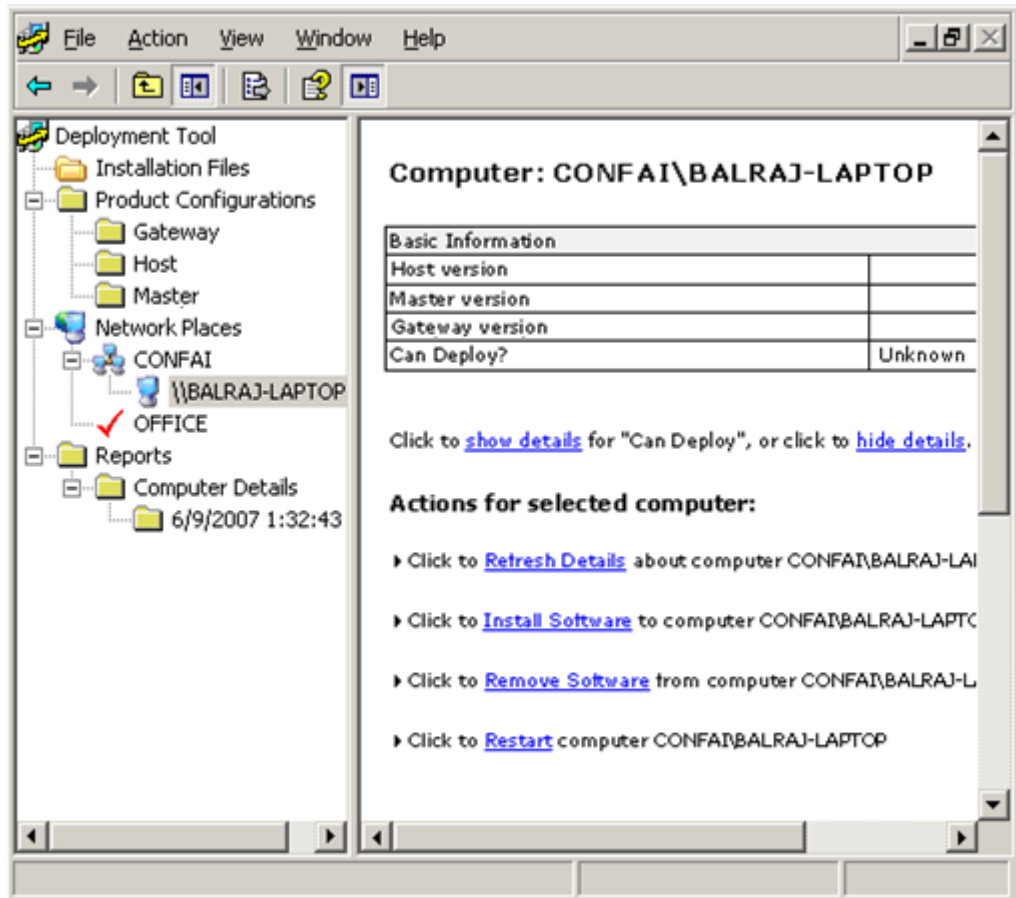 File Action View Window Help
Deployment Tool
Installation Files
Product Configurations
Gateway
Host
Master
Network Places
CONFAI
\\BALRAJ-LAPTOP
OFFICE
Reports
Computer Details
6/9/2007 1:32:43
Computer: CONFAI\BALRAJ-LAPTOP
Basic Information
Host version
Master version
Gateway version
Can Deploy? Unknown
Click to show details for "Can Deploy", or click to hide details.
Actions for selected computer:
Click to Refresh Details about computer CONFAI\BALRAJ-LA
Click to Install Software to computer CONFAI\BALRAJ-LAPTO
Click to Remove Software from computer CONFAI\BALRAJ-L
Click to Restart computer CONFAI\BALRAJ-LAPTOP